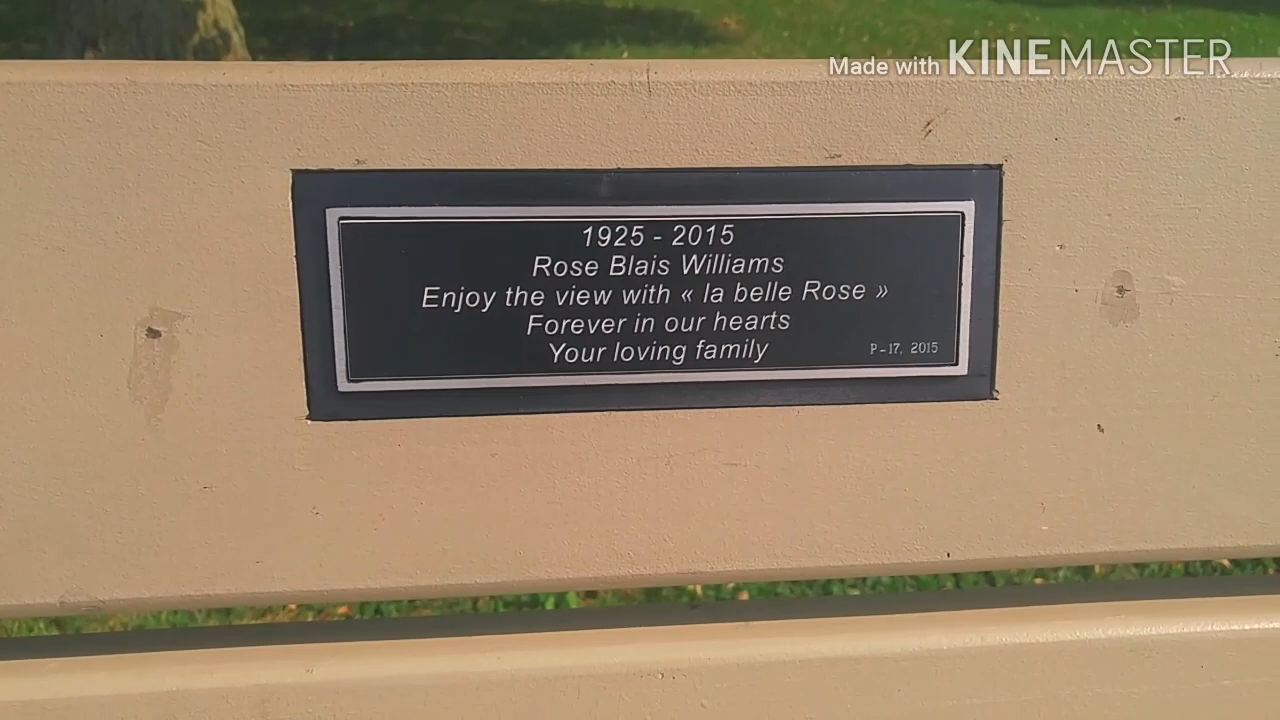 Made with KINEMASTER
1925 - 2015
Rose Blais Williams
Enjoy the view with « la belle Rose »
Forever in our hearts
Your loving family
P-17, 2015